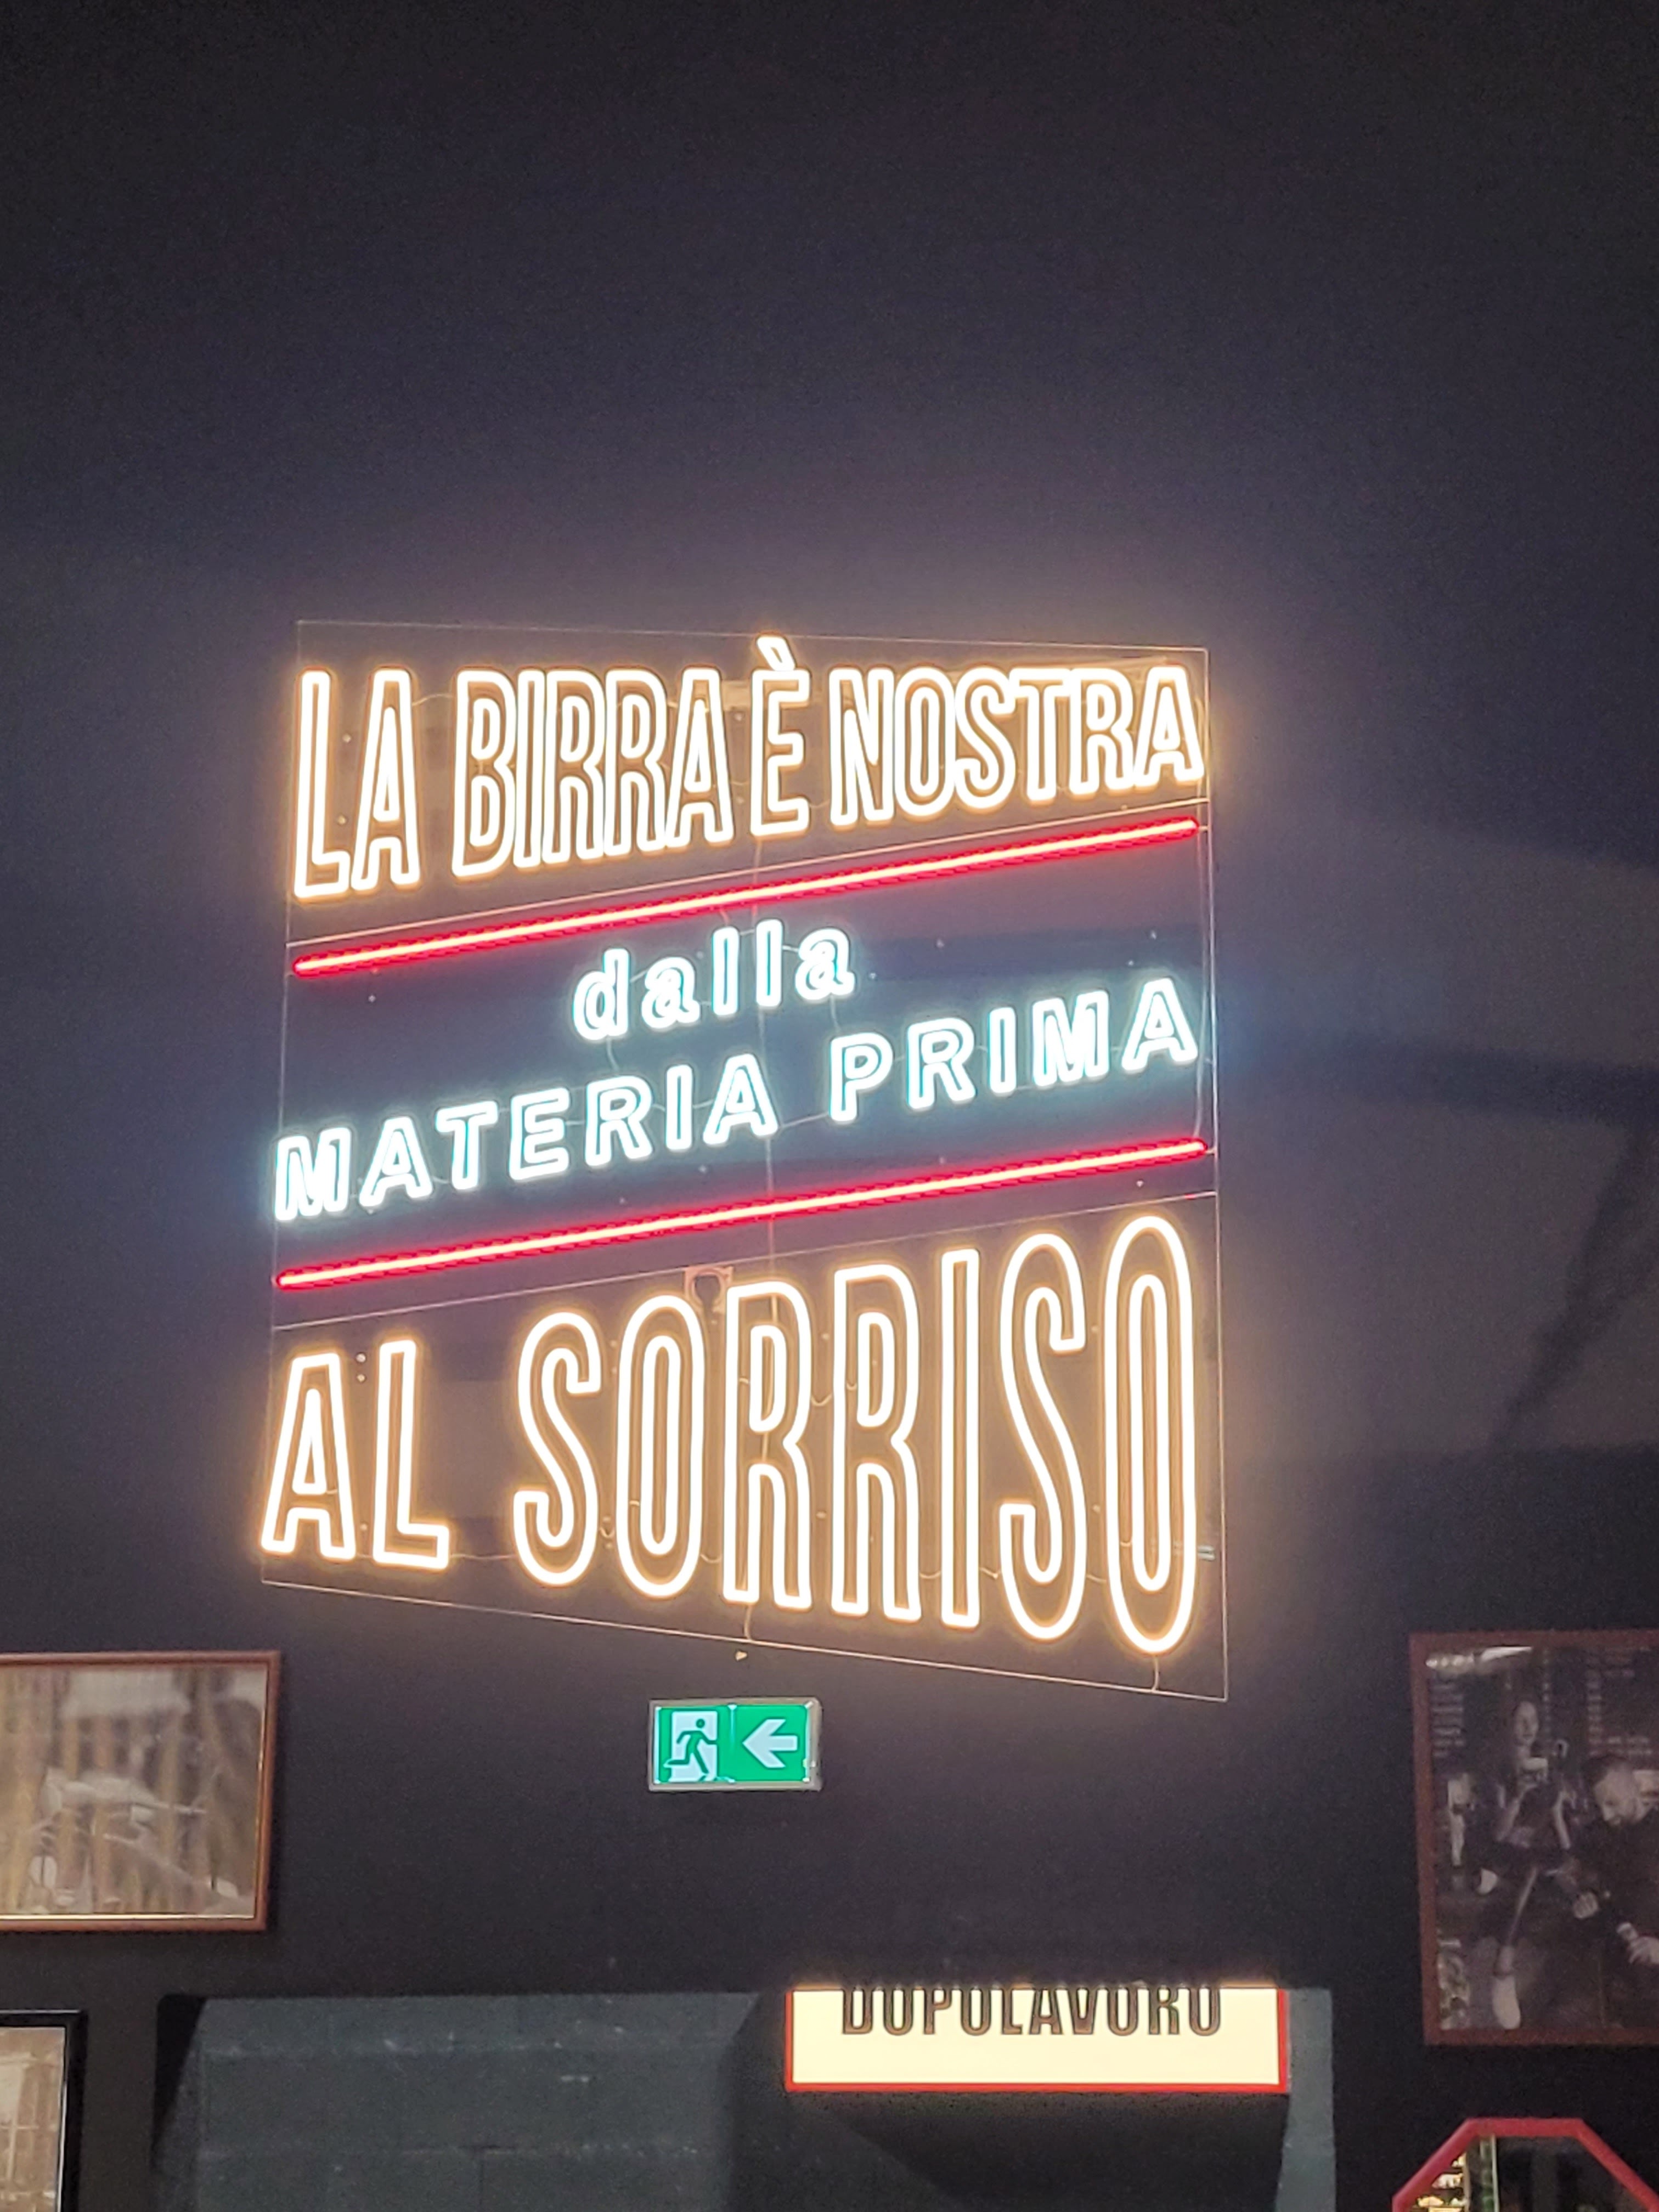 LA BIRRA È NOSTRA
dalla
MATERIA PRIMA
AL SORRISO
DOPOLAVORO